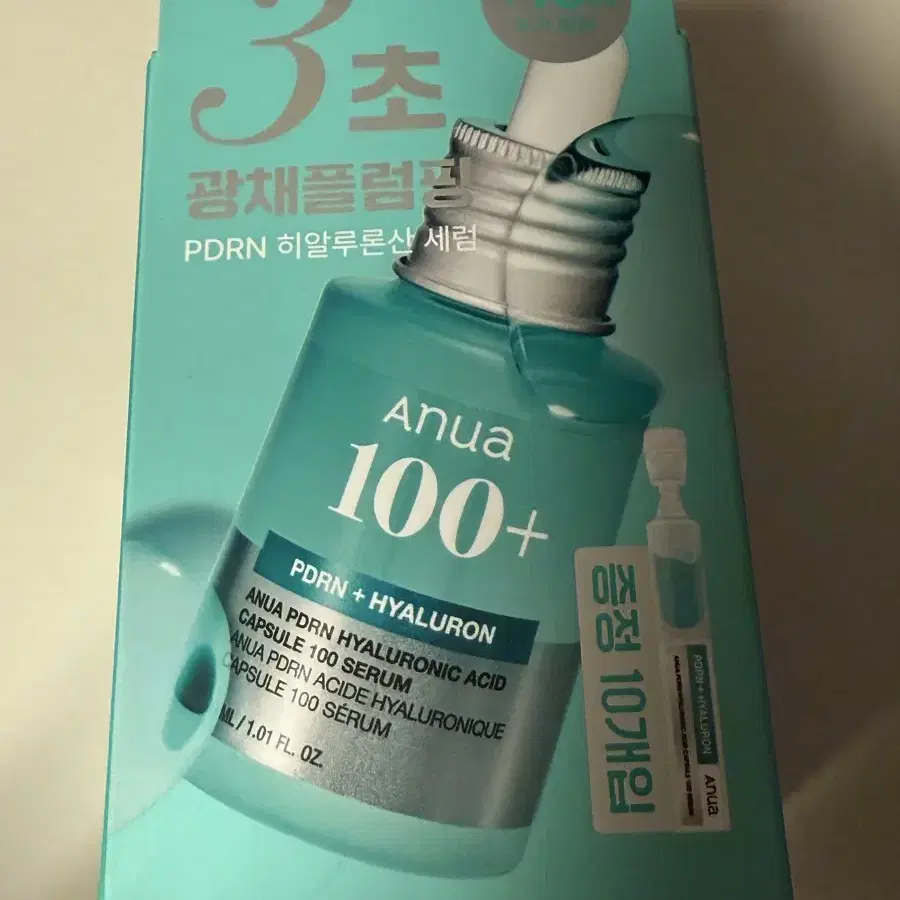 3초
광채플럼핑
PDRN 히알루론산 세럼
Anua
100+
PDRN + HYALURON
ANUA PDRN HYALURONIC ACID
CAPSULE 100 SERUM
ANUA PDRN ACIDE HYALURONIQUE
CAPSULE 100 SÉRUM
ML / 1.01 FL. OZ.
증정 10개입
PDRN + HYALURON
Anua